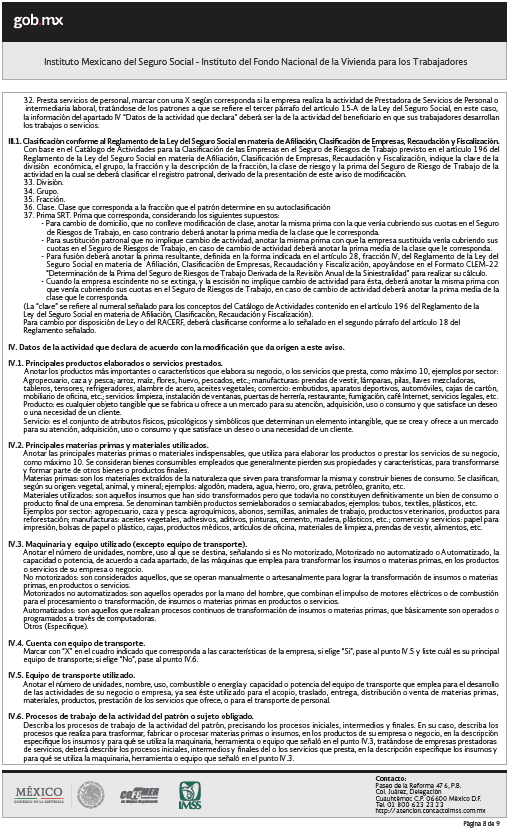 gob.mx
Instituto Mexicano del Seguro Social - Instituto del Fondo Nacional de la Vivienda para los Trabajadores
32. Presta servicios de personal, marcar con una X según corresponda si la empresa realiza la actividad de Prestadora de Servicios de Personal o
intermediaria laboral, tratándose de los patrones a que se refiere el tercer párrafo del artículo 15-A de la Ley del Seguro Social, en este caso,
la información del apartado IV “Datos de la actividad que declara” deberá ser la de la actividad del beneficiario en que sus trabajadores desarrollan
los trabajos o servicios.
III.1. Clasificación conforme al Reglamento de la Ley del Seguro Social en materia de Afiliación, Clasificación de Empresas, Recaudación y Fiscalización.
Con base en el Catálogo de Actividades para la Clasificación de las Empresas en el Seguro de Riesgos de Trabajo previsto en el artículo 196 del
Reglamento de la Ley del Seguro Social en materia de Afiliación, Clasificación de Empresas, Recaudación y Fiscalización, indique la clave de la
división económica, el grupo, la fracción y la descripción de la fracción, la clase de riesgo y la prima del Seguro de Riesgo de Trabajo de la
actividad en la cual se deberá clasificar el registro patronal, derivado de la presentación de este aviso de modificación.
33. División.
34. Grupo.
35. Fracción.
36. Clase. Clase que corresponda a la fracción que el patrón determine en su autoclasificación
37. Prima SRT. Prima que corresponda, considerando los siguientes supuestos:
- Para cambio de domicilio, que no conlleve modificación de clase, anotar la misma prima con la que venía cubriendo sus cuotas en el Seguro
de Riesgos de Trabajo, en caso contrario deberá anotar la prima media de la clase que le corresponda.
- Para sustitución patronal que no implique cambio de actividad, anotar la misma prima con la que la empresa sustituida venía cubriendo sus
cuotas en el Seguro de Riesgos de Trabajo, en caso de cambio de actividad deberá anotar la prima media de la clase que le corresponda.
- Para fusión deberá anotar la prima resultante, definida en la forma indicada en el artículo 28, fracción IV, del Reglamento de la Ley del
Seguro Social en materia de Afiliación, Clasificación de Empresas, Recaudación y Fiscalización, apoyándose en el Formato CLEM-22
“Determinación de la Prima del Seguro de Riesgos de Trabajo Derivada de la Revisión Anual de la Siniestralidad” para realizar su cálculo.
- Cuando la empresa escindente no se extinga, y la escisión no implique cambio de actividad para ésta, deberá anotar la misma prima con
que venía cubriendo sus cuotas en el Seguro de Riesgos de Trabajo, en caso de cambio de actividad deberá anotar la prima media de la
clase que le corresponda.
(La “clave” se refiere al numeral señalado para los conceptos del Catálogo de Actividades contenido en el artículo 196 del Reglamento de la
Ley del Seguro Social en materia de Afiliación, Clasificación, Recaudación y Fiscalización).
Para cambio por disposición de Ley o del RACERF, deberá clasificarse conforme a lo señalado en el segundo párrafo del artículo 18 del
Reglamento señalado.
IV. Datos de la actividad que declara de acuerdo con la modificación que da origen a este aviso.
IV.1. Principales productos elaborados o servicios prestados.
Anotar los productos más importantes o característicos que elabora su negocio, o los servicios que presta, como máximo 10, ejemplos por sector:
Agropecuario, caza y pesca; arroz, maíz, flores, huevo, pescados, etc.; manufacturas: prendas de vestir, lámparas, pilas, llaves mezcladoras,
tableros, tensores, refrigeradores, alambre de acero, aceites vegetales; comercio: embutidos, aparatos deportivos, automóviles, cajas de cartón,
mobiliario de oficina, etc.; servicios: limpieza, instalación de ventanas, puertas de herrería, restaurante, fumigación, café Internet, servicios legales, etc.
Producto: es cualquier objeto tangible que se fabrica u ofrece a un mercado para su atención, adquisición, uso o consumo y que satisface un deseo
o una necesidad de un cliente.
Servicio: es el conjunto de atributos físicos, psicológicos y simbólicos que determinan un elemento intangible, que se crea y ofrece a un mercado
para su atención, adquisición, uso o consumo y que satisface un deseo o una necesidad de un cliente.
IV.2. Principales materias primas y materiales utilizados.
Anotar las principales materias primas o materiales indispensables, que utiliza para elaborar los productos o prestar los servicios de su negocio,
como máximo 10. Se consideran bienes consumibles empleados que generalmente pierden sus propiedades y características, para transformarse
y formar parte de otros bienes o productos finales.
Materias primas: son los materiales extraídos de la naturaleza que sirven para transformar la misma y construir bienes de consumo. Se clasifican,
según su origen: vegetal, animal, y mineral; ejemplos: algodón, madera, agua, hierro, oro, grava, petróleo, granito, etc.
Materiales utilizados: son aquellos insumos que han sido transformados pero que todavía no constituyen definitivamente un bien de consumo o
producto final de una empresa. Se denominan también productos semielaborados o semiacabados; ejemplos: tubos, textiles, plásticos, etc.
Ejemplos por sector: agropecuario, caza y pesca: agroquímicos, abonos, semillas, animales de trabajo, productos veterinarios, productos para
reforestación; manufacturas: aceites vegetales, adhesivos, aditivos, pinturas, cemento, madera, plásticos, etc.; comercio y servicios: papel para
impresión, bolsas de papel o plástico, cajas, productos médicos, artículos de oficina, materiales de limpieza, prendas de vestir, alimentos, etc.
IV.3. Maquinaria y equipo utilizado (excepto equipo de transporte).
Anotar el número de unidades, nombre, uso al que se destina, señalando si es No motorizado, Motorizado no automatizado o Automatizado, la
capacidad o potencia, de acuerdo a cada apartado, de las máquinas que emplea para transformar los insumos o materias primas, en los productos
o servicios de su empresa o negocio.
No motorizados: son considerados aquellos, que se operan manualmente o artesanalmente para lograr la transformación de insumos o materias
primas, en productos o servicios.
Motorizados no automatizados: son aquellos operados por la mano del hombre, que combinan el impulso de motores eléctricos o de combustión
para el procesamiento o transformación, de insumos o materias primas en productos o servicios.
Automatizados: son aquellos que realizan procesos continuos de transformación de insumos o materias primas, que básicamente son operados o
programados a través de computadoras.
Otros (Especifique).
IV.4. Cuenta con equipo de transporte.
Marcar con "X" en el cuadro indicado que corresponda a las características de la empresa, si elige "Sí", pase al punto IV.5 y liste cuál es su principal
equipo de transporte; si elige "No", pase al punto IV.6.
IV.5. Equipo de transporte utilizado.
Anotar el número de unidades, nombre, uso, combustible o energía y capacidad o potencia del equipo de transporte que emplea para el desarrollo
de las actividades de su negocio o empresa, ya sea éste utilizado para el acopio, traslado, entrega, distribución o venta de materias primas,
materiales, productos, prestación de los servicios que ofrece, o para el transporte de personal.
IV.6. Procesos de trabajo de la actividad del patrón o sujeto obligado.
Describa los procesos de trabajo de la actividad del patrón, precisando los procesos iniciales, intermedios y finales. En su caso, describa los
procesos que realiza para trasformar, fabricar o procesar materias primas o insumos, en los productos de su empresa o negocio, en la descripción
especifique los insumos y para qué se utiliza la maquinaria, herramienta o equipo que señaló en el punto IV.3, tratándose de empresas prestadoras
de servicios, deberá describir los procesos iniciales, intermedios y finales del o los servicios que presta, en la descripción especifique los insumos y
para qué se utiliza la maquinaria, herramienta o equipo que señaló en el punto IV.3.
MÉXICO
GOBIERNO DE LA REPÚBLICA
COFEMER
IMSS
Contacto:
Paseo de la Reforma 476, P.B.
Col. Juárez, Delegación
Cuauhtémoc C.P. 06600 México D.F.
Tel. 01 800 623 23 23
http://atencion.contactoimss.com.mx
Página 8 de 9